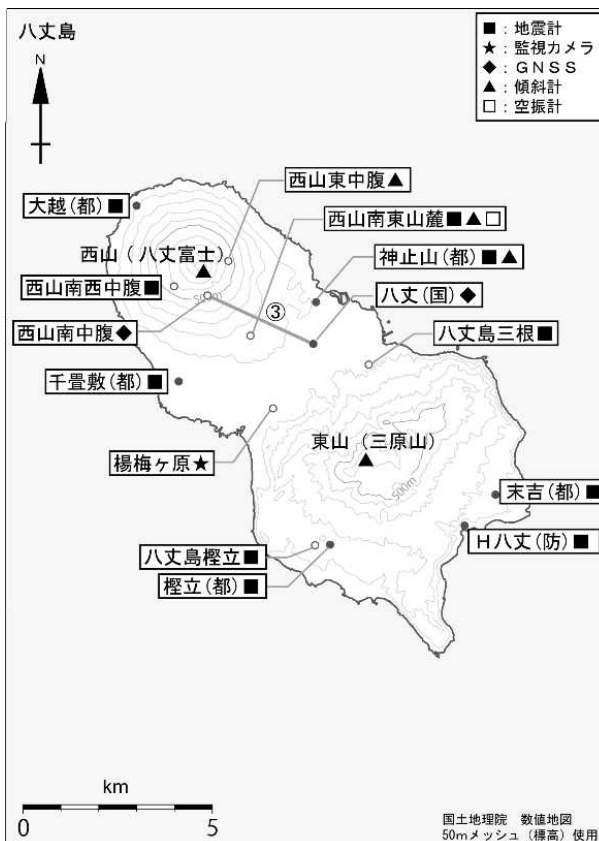 八丈島
N
■：地震計
★：監視カメラ
◆：ＧＮＳＳ
▲：傾斜計
□：空振計
西山東中腹▲
大越(都)■
西山南東山麓■▲□
西山（八丈富士）
神止山(都)■▲
西山南西中腹■
八丈(国)◆
500m
③
西山南中腹◆
八丈島三根■
千畳敷(都)■
東山（三原山）
楊梅ヶ原★
500m
末吉(都)■
Ｈ八丈(防)■
八丈島樫立■
樫立(都)■
km
0 5
国土地理院　数値地図
50mメッシュ（標高）使用